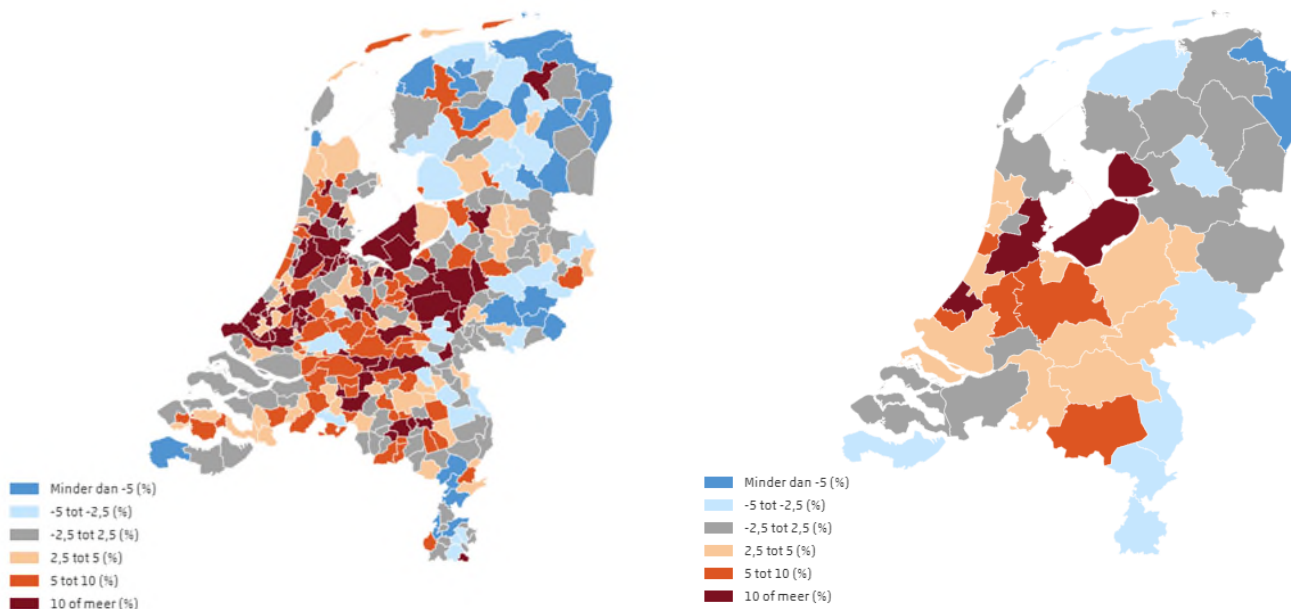 Minder dan -5 (%)
-5 tot -2,5 (%)
-2,5 tot 2,5 (%)
2,5 tot 5 (%)
5 tot 10 (%)
10 of meer (%)
Minder dan -5 (%)
-5 tot -2,5 (%)
-2,5 tot 2,5 (%)
2,5 tot 5 (%)
5 tot 10 (%)
10 of meer (%)